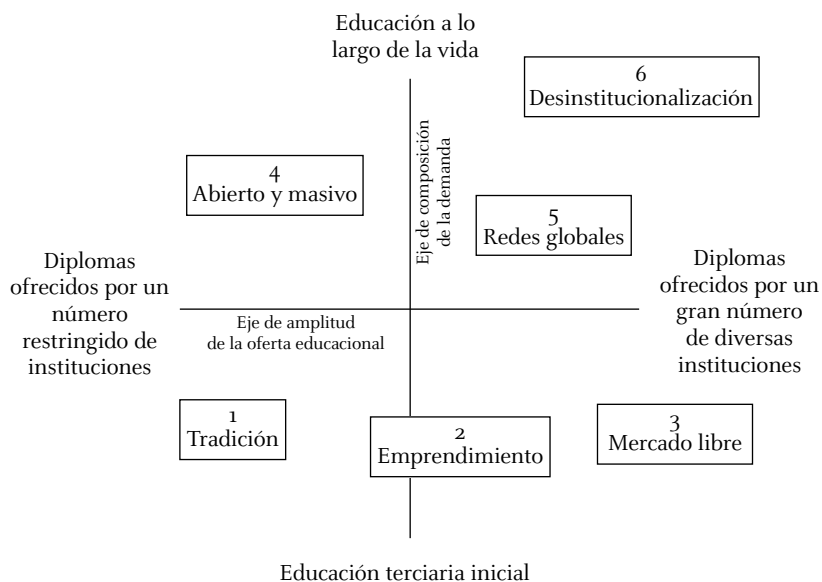 Educación a lo
largo de la vida
6
Desinstitucionalización
Eje de composición
de la demanda
4
Abierto y masivo
5
Redes globales
Diplomas
ofrecidos por un
número
restringido de
instituciones
Diplomas
ofrecidos por un
gran número
de diversas
instituciones
Eje de amplitud
de la oferta educacional
1
Tradición
2
Emprendimiento
3
Mercado libre
Educación terciaria inicial